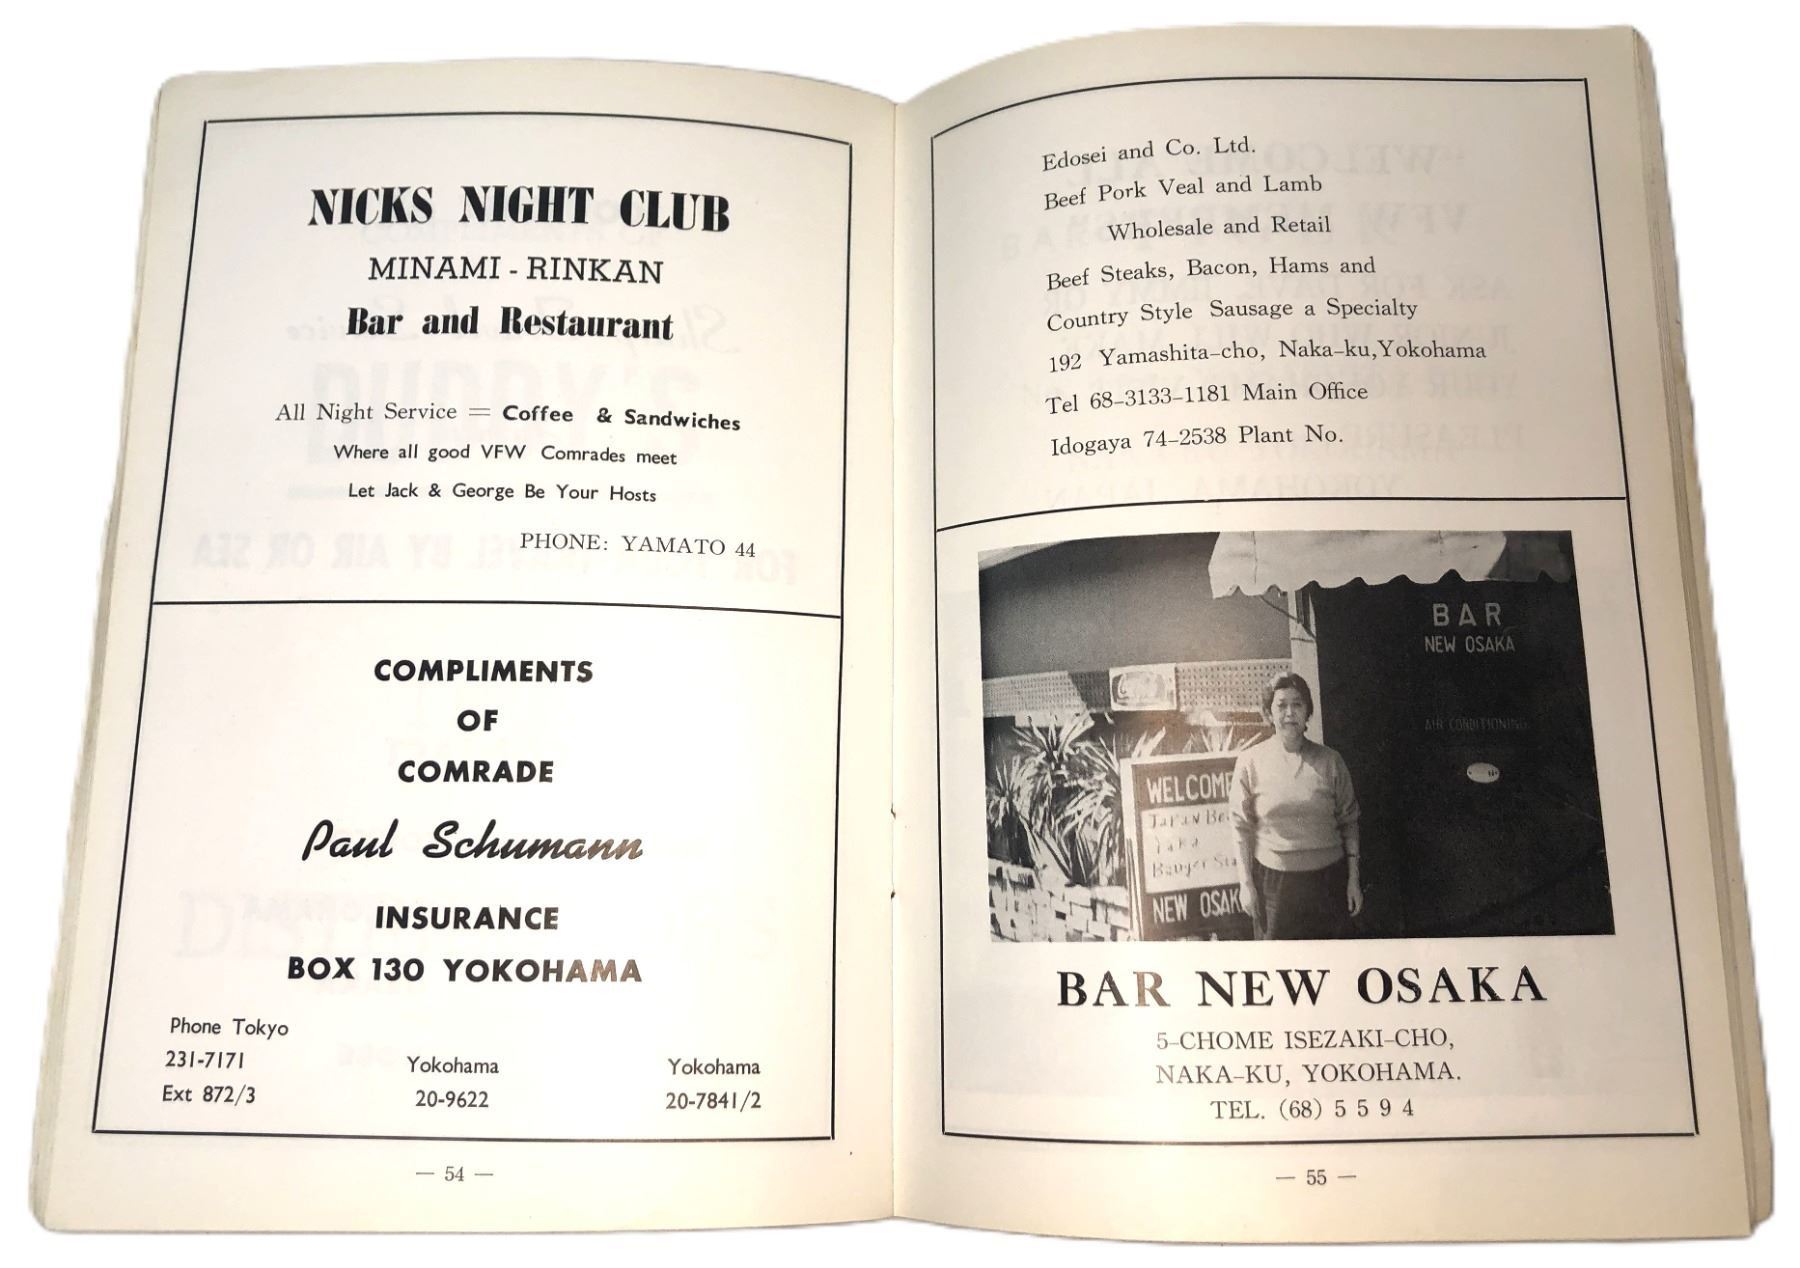 NICKS NIGHT CLUB
MINAMI - RINKAN
Bar and Restaurant
All Night Service = Coffee & Sandwiches
Where all good VFW Comrades meet
Let Jack & George Be Your Hosts
PHONE: YAMATO 44
COMPLIMENTS
OF
COMRADE
Paul Schumann
INSURANCE
BOX 130 YOKOHAMA
Phone Tokyo
231-7171
Ext 872/3
Yokohama
20-9622
Yokohama
20-7841/2
— 54 —
Edosei and Co. Ltd.
Beef Pork Veal and Lamb
Wholesale and Retail
Beef Steaks, Bacon, Hams and
Country Style Sausage a Specialty
192 Yamashita-cho, Naka-ku,Yokohama
Tel 68-3133-1181 Main Office
Idogaya 74-2538 Plant No.
BAR
NEW OSAKA
AIR CONDITIONING
WELCOME
Japan
NEW OSAK
BAR NEW OSAKA
5-CHOME ISEZAKI-CHO,
NAKA-KU, YOKOHAMA.
TEL. (68) 5 5 9 4
— 55 —